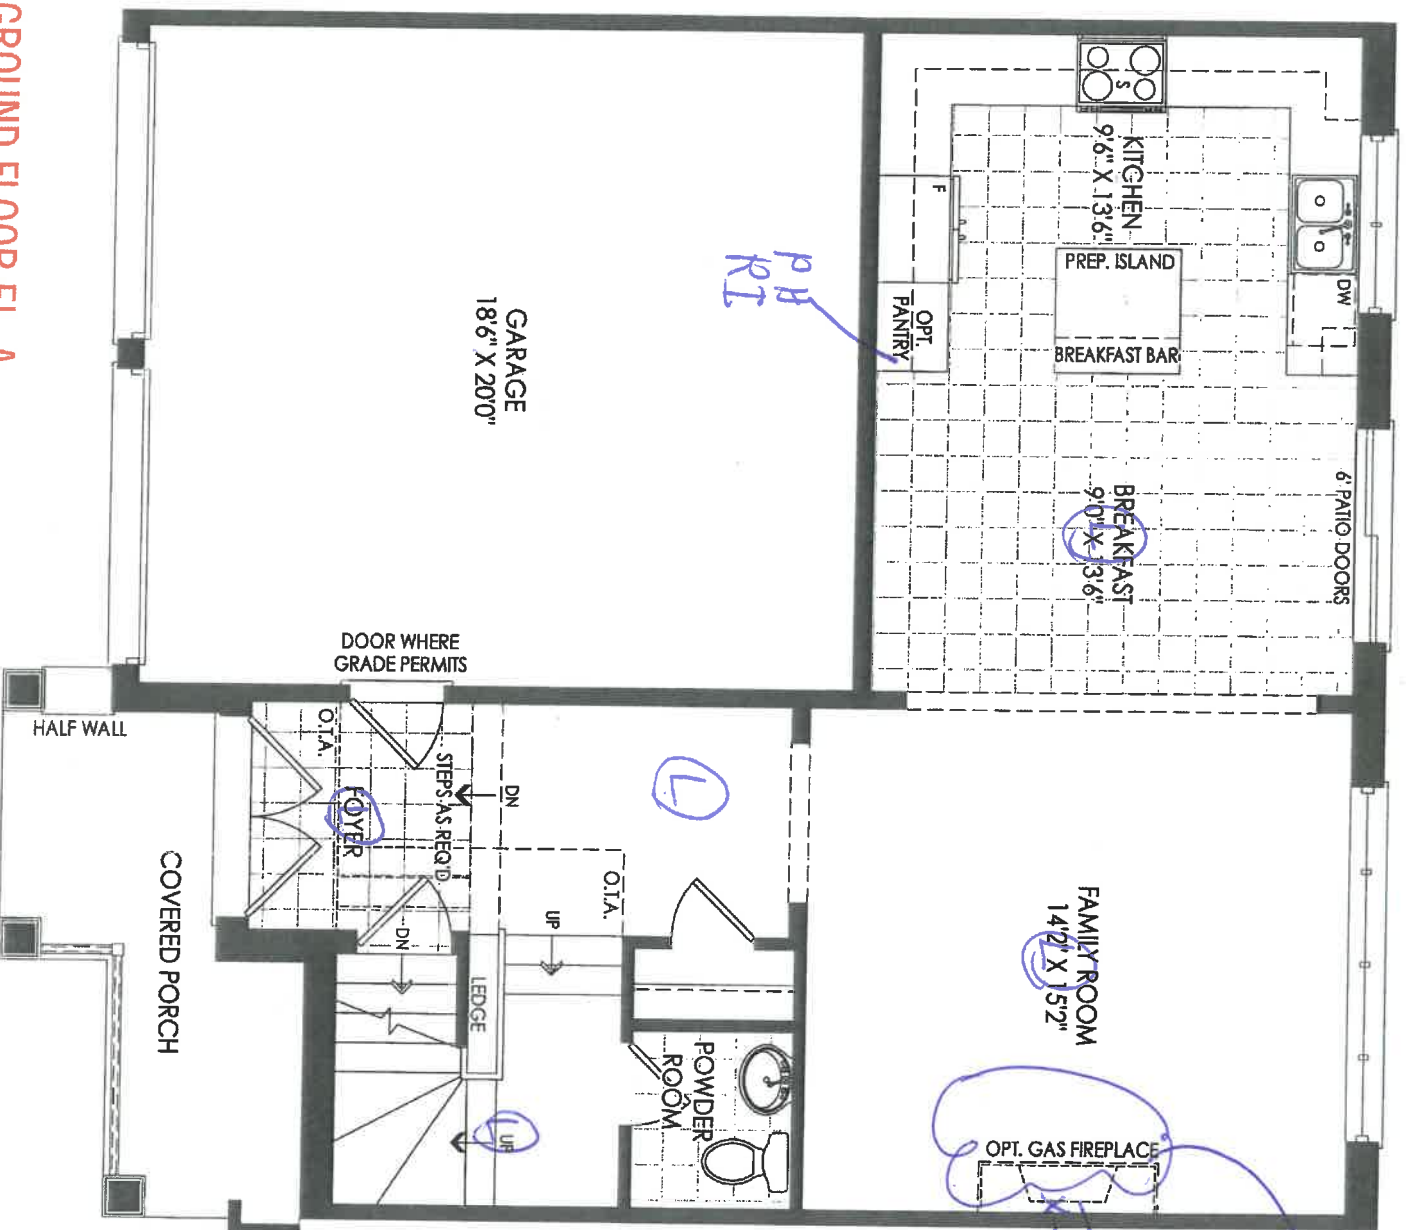 GROUND FLOOR EL. A
S
KITCHEN
9'6" X 13'6"
F
PREP. ISLAND
BREAKFAST BAR
DW
OPT.
PANTRY
PH
RI
GARAGE
18'6" X 20'0"
BREAKFAST
9'0" X 13'6"
L
6' PATIO DOORS
DOOR WHERE
GRADE PERMITS
HALF WALL
O.T.A.
FOYER
L
STEPS AS REQ'D
DN
L
O.T.A.
UP
DN
LEDGE
COVERED PORCH
FAMILY ROOM
14'2" X 15'2"
L
POWDER
ROOM
UP
L
OPT. GAS FIREPLACE